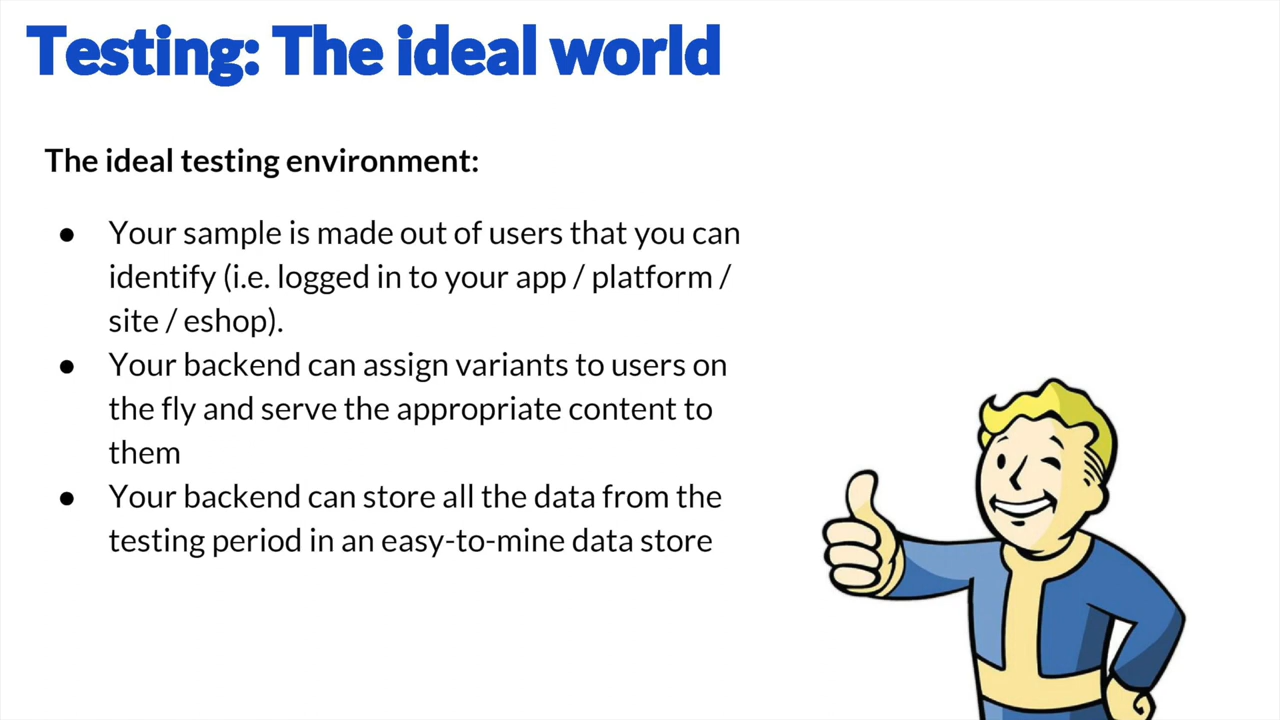 Testing: The ideal world
The ideal testing environment:
● Your sample is made out of users that you can
identify (i.e. logged in to your app / platform /
site / eshop).
● Your backend can assign variants to users on
the fly and serve the appropriate content to
them
● Your backend can store all the data from the
testing period in an easy-to-mine data store